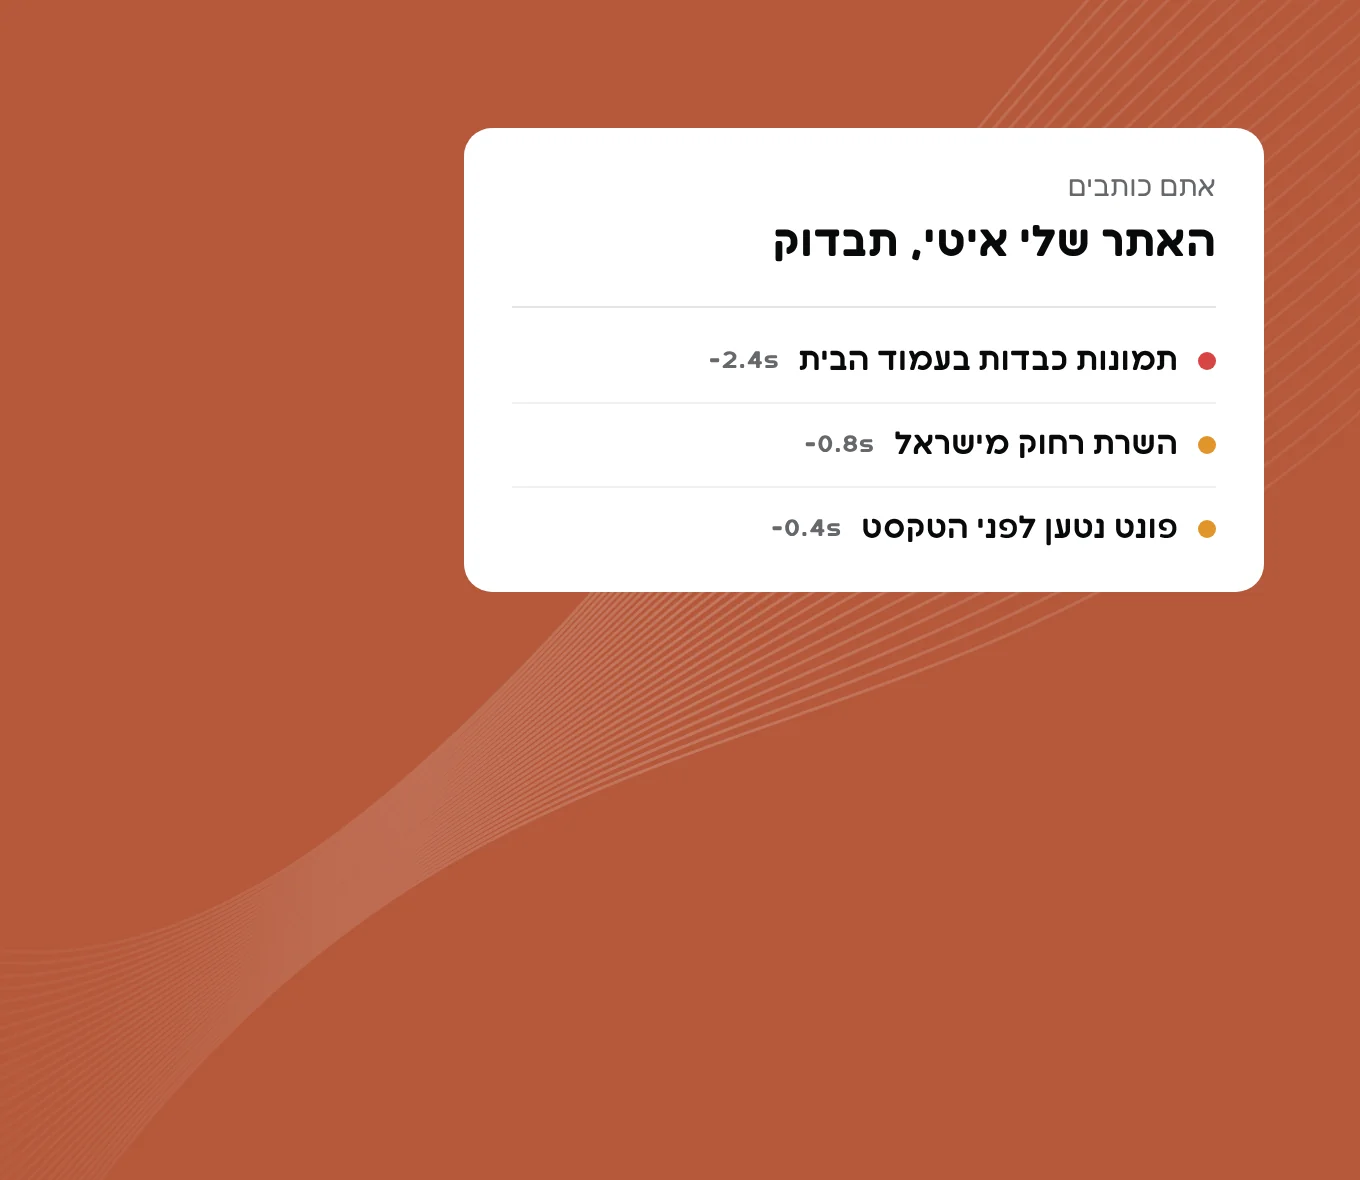 אתם כותבים
האתר שלי איטי, תבדוק
תמונות כבדות בעמוד הבית -2.4s
השרת רחוק מישראל -0.8s
פונט נטען לפני הטקסט -0.4s